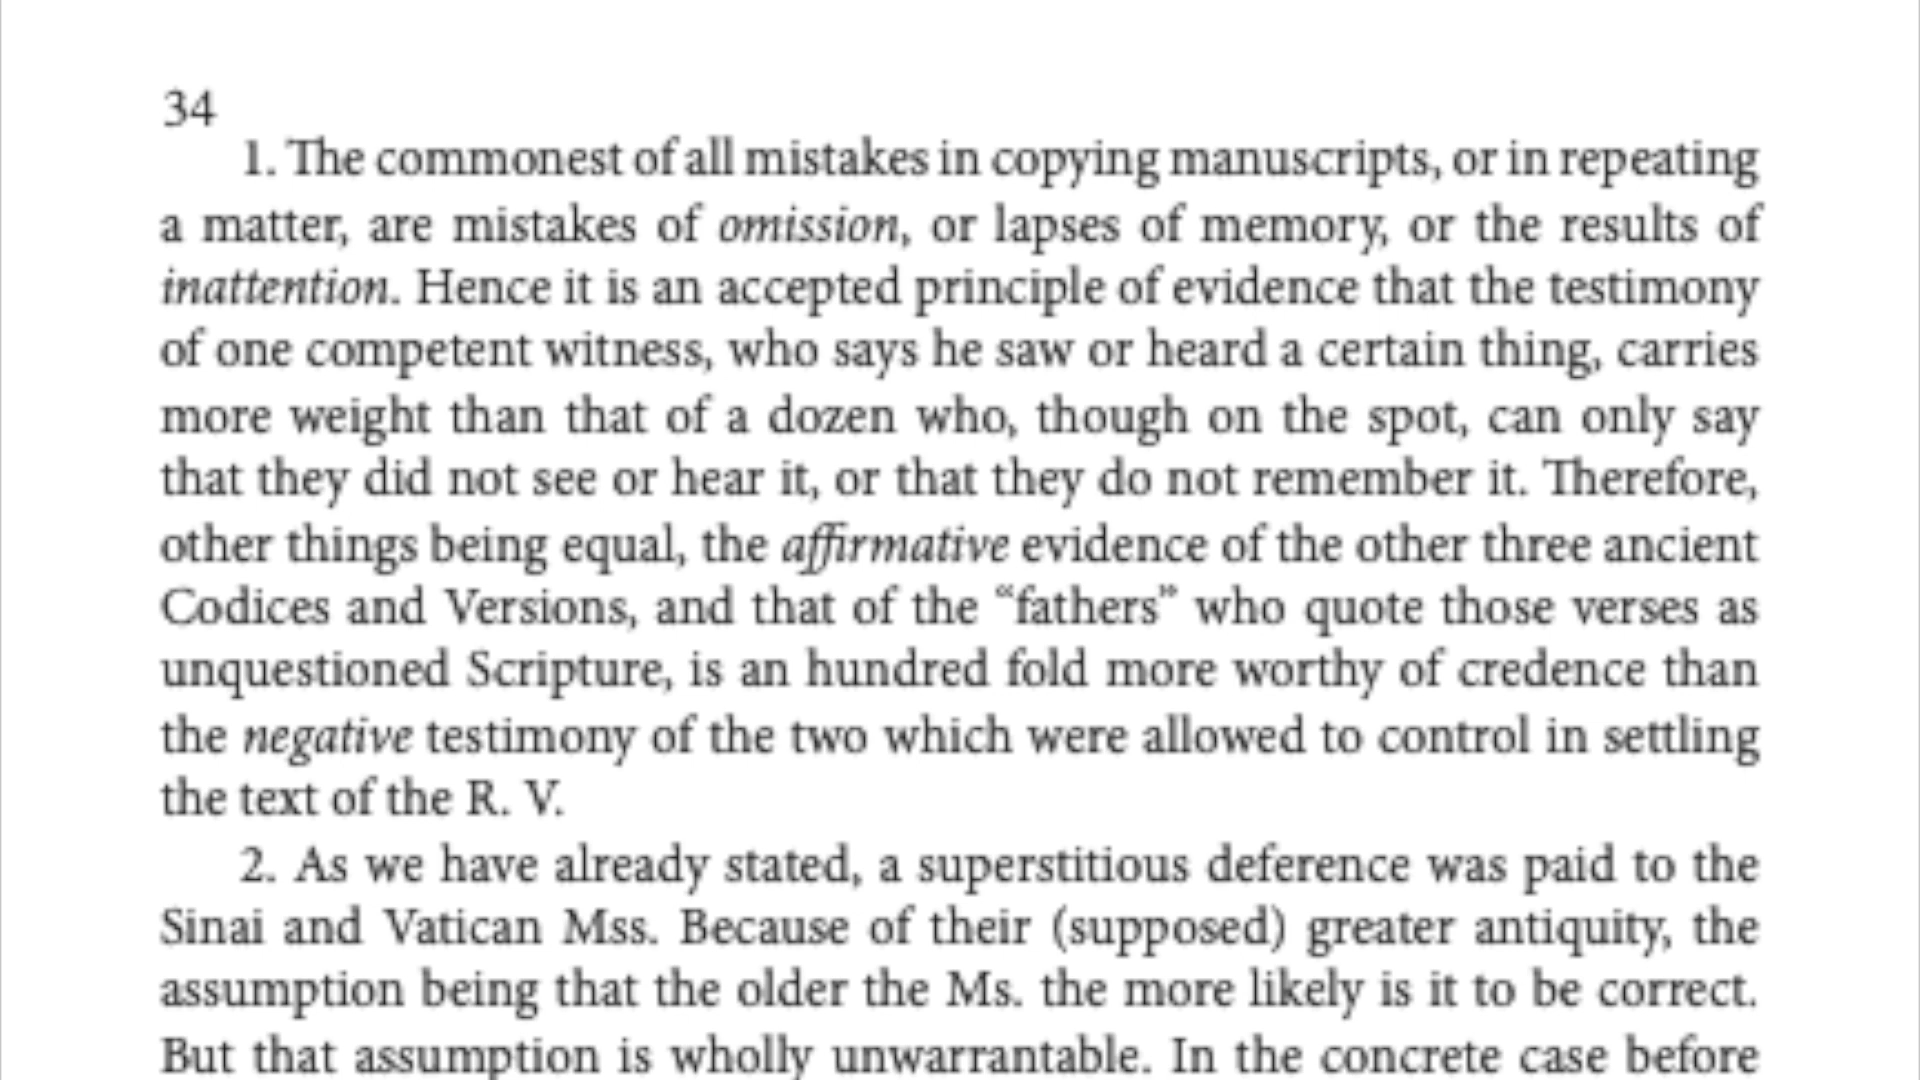 34
1. The commonest of all mistakes in copying manuscripts, or in repeating
a matter, are mistakes of omission, or lapses of memory, or the results of
inattention. Hence it is an accepted principle of evidence that the testimony
of one competent witness, who says he saw or heard a certain thing, carries
more weight than that of a dozen who, though on the spot, can only say
that they did not see or hear it, or that they do not remember it. Therefore,
other things being equal, the affirmative evidence of the other three ancient
Codices and Versions, and that of the “fathers” who quote those verses as
unquestioned Scripture, is an hundred fold more worthy of credence than
the negative testimony of the two which were allowed to control in settling
the text of the R. V.
2. As we have already stated, a superstitious deference was paid to the
Sinai and Vatican Mss. Because of their (supposed) greater antiquity, the
assumption being that the older the Ms. the more likely is it to be correct.
But that assumption is wholly unwarrantable. In the concrete case before